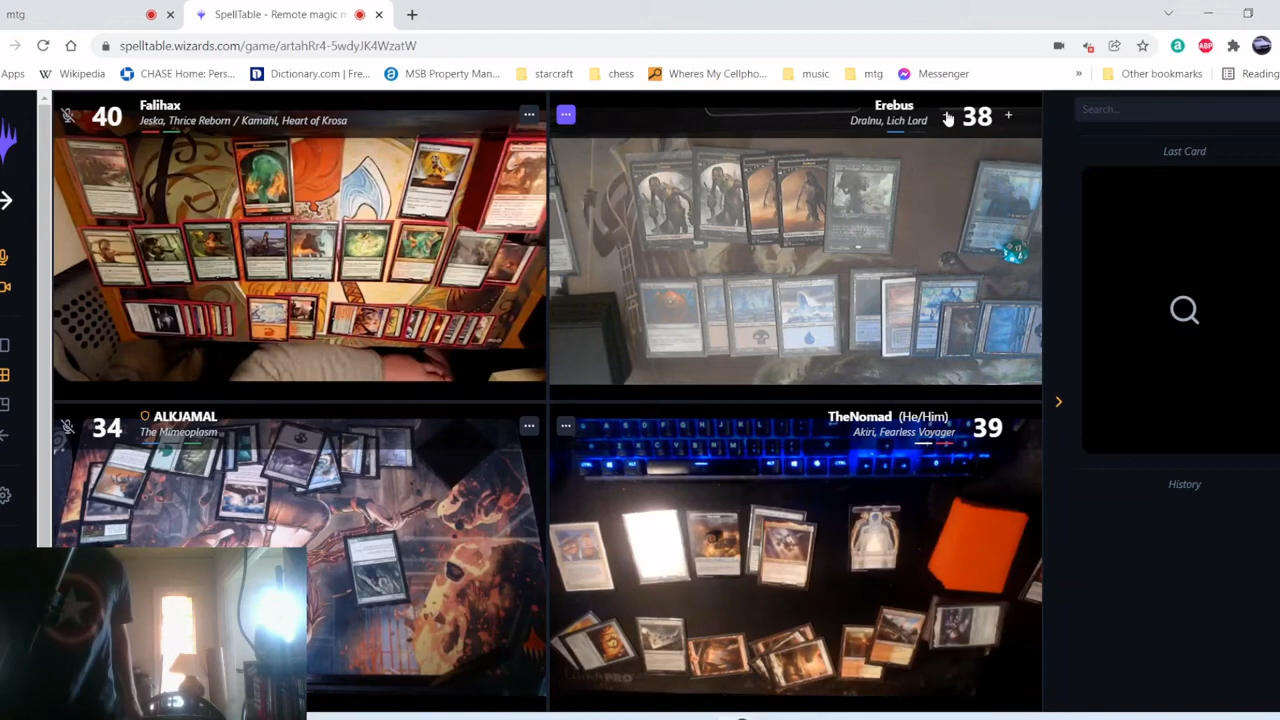 mtg
SpellTable - Remote magic m
spelltable.wizards.com/game/artahRr4-5wdyJK4WzatW
Apps
Wikipedia
CHASE Home Pers...
Dictionary.com | Fre...
MSB Property Man...
starcraft
chess
Wheres My Cellpho...
music
mtg
Messenger
»
Other bookmarks
Reading
40
Falihax
Jeska, Thrice Reborn / Kamahl, Heart of Krosa
Erebus
Dralnu, Lich Lord
38 +
Search...
Last Card
34
ALKJAMAL
The Mimeoplasm
TheNomad (He/Him)
Akiri, Fearless Voyager
39
History